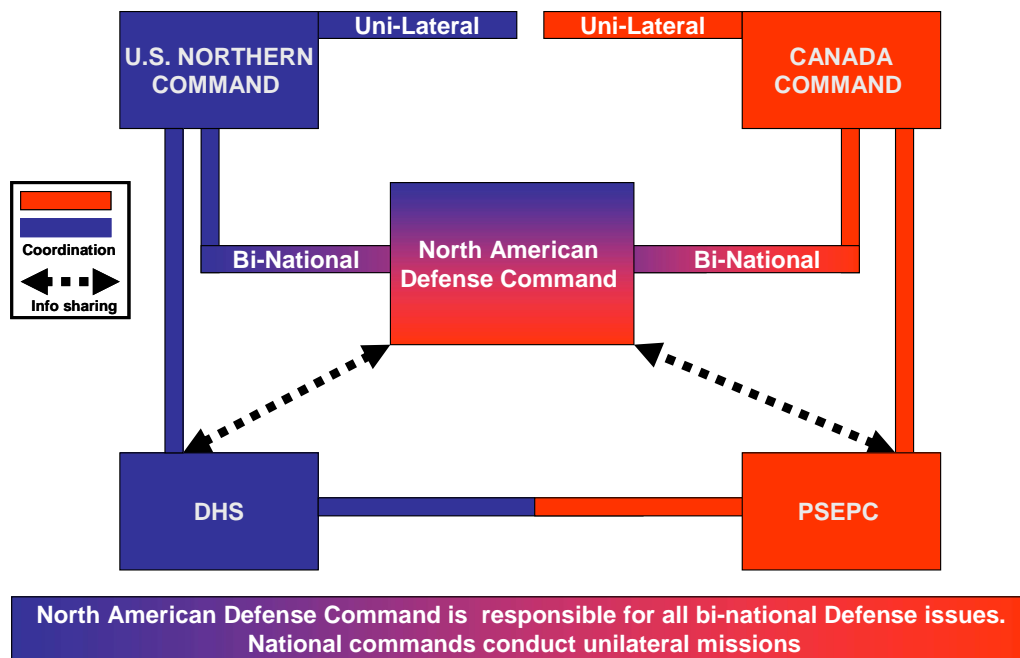 Uni-Lateral
Uni-Lateral
U.S. NORTHERN
COMMAND
CANADA
COMMAND
Coordination
Info sharing
Bi-National
North American
Defense Command
Bi-National
DHS
PSEPC
North American Defense Command is  responsible for all bi-national Defense issues.
National commands conduct unilateral missions